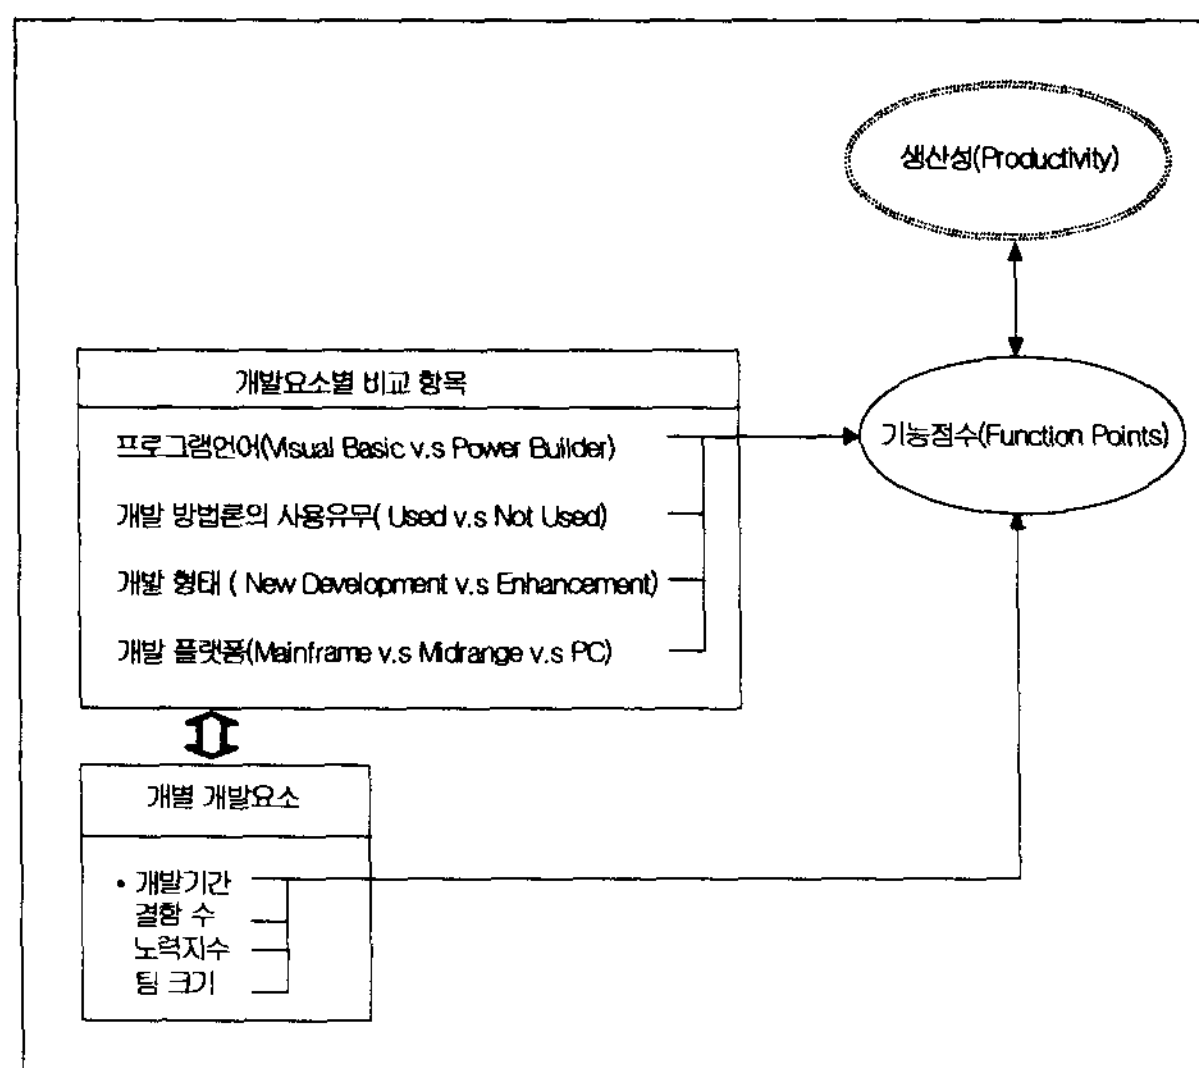 생산성(Productivity)
기능점수(Function Points)
개발요소별 비교 항목
프로그램언어(Visual Basic v.s Power Builder)
개발 방법론의 사용유무( Used v.s Not Used)
개발 형태 ( New Development v.s Enhancement)
개발 플랫폼(Mainframe v.s Midrange v.s PC)
개별 개발요소
• 개발기간
결함 수
노력지수
팀 크기